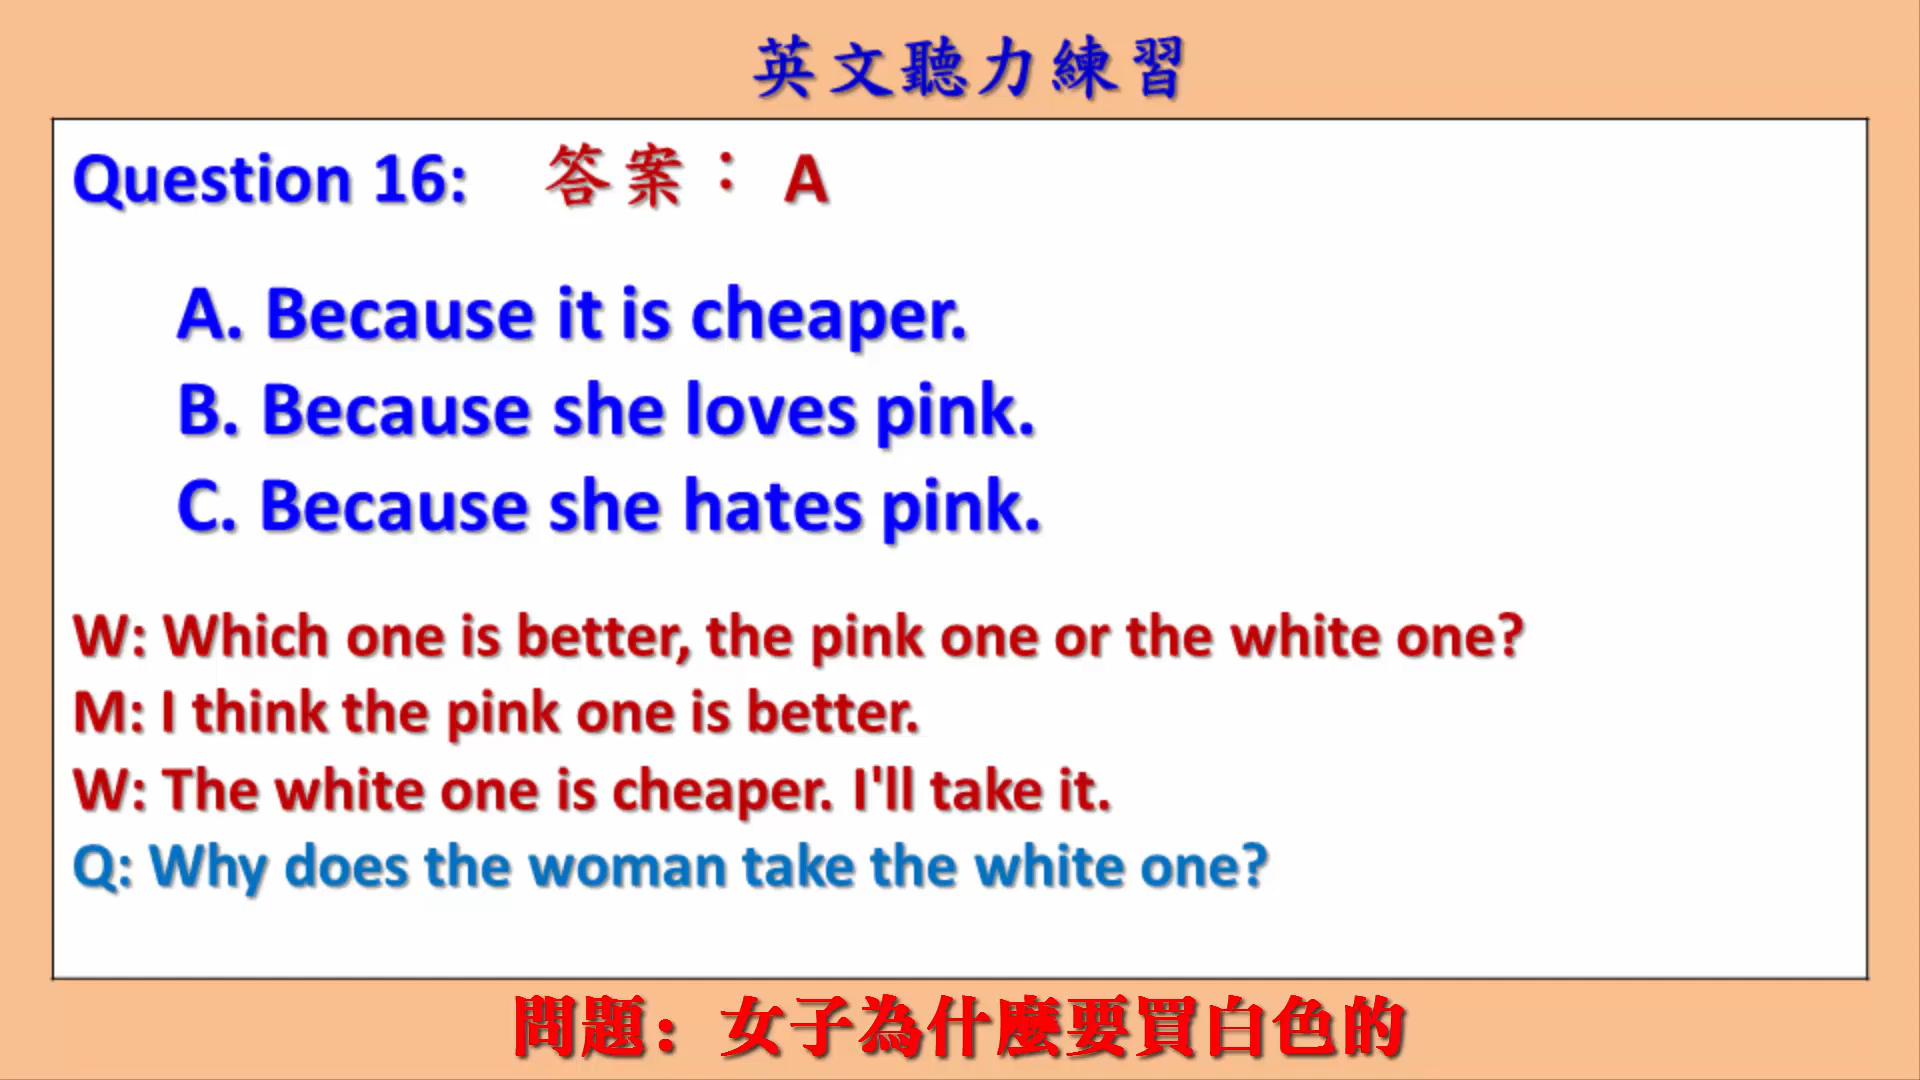 英文聽力練習
Question 16: 答案： A
A. Because it is cheaper.
B. Because she loves pink.
C. Because she hates pink.
W: Which one is better, the pink one or the white one?
M: I think the pink one is better.
W: The white one is cheaper. I'll take it.
Q: Why does the woman take the white one?
問題：女子為什麼要買白色的